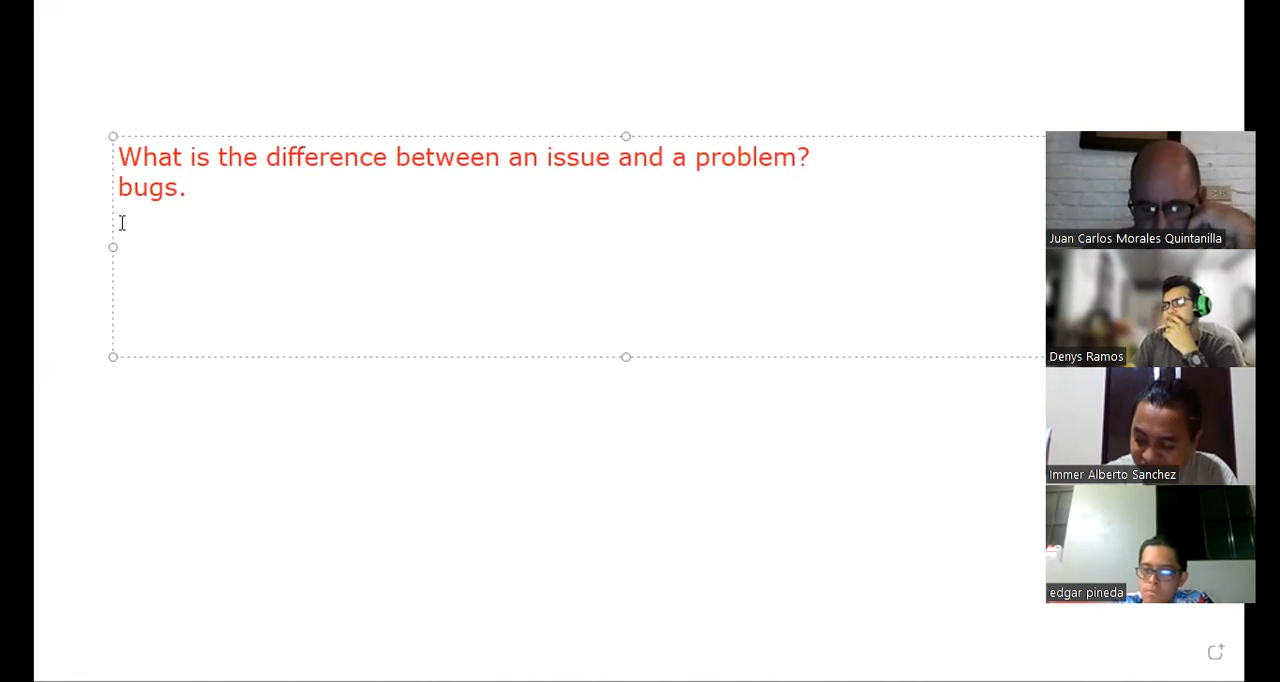 What is the difference between an issue and a problem?
bugs.
Juan Carlos Morales Quintanilla
Denys Ramos
Immer Alberto Sanchez
edgar pineda